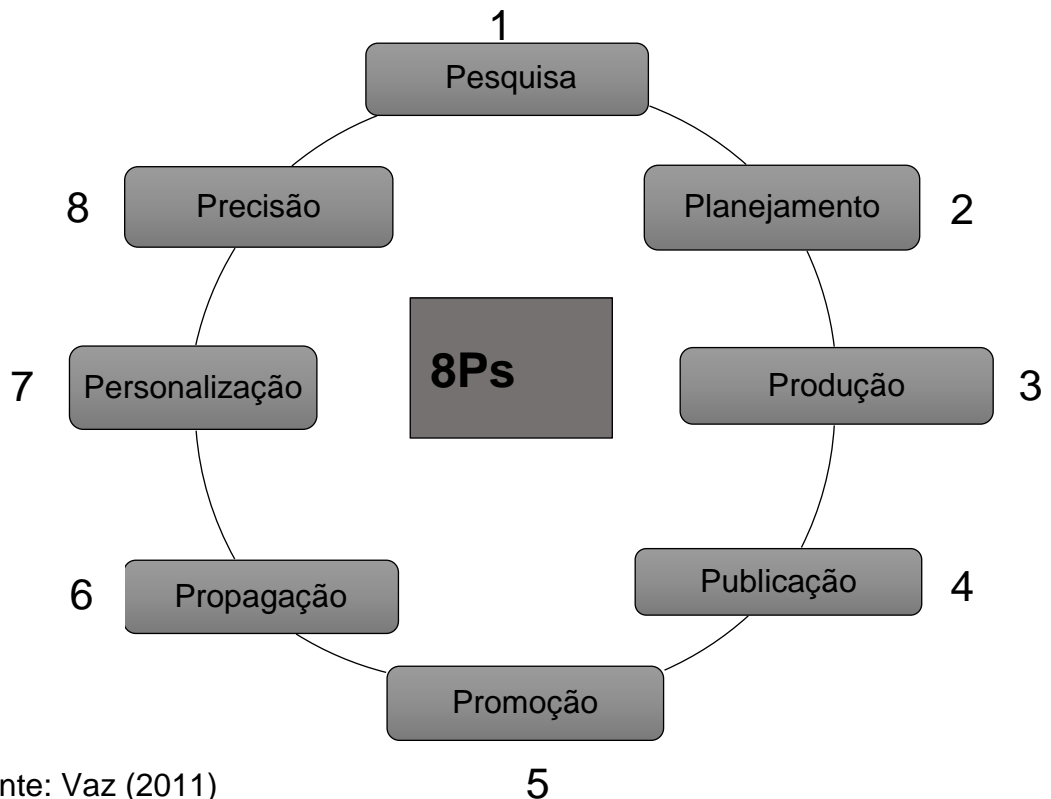 1
Pesquisa
8
Precisão
Planejamento
2
8Ps
7
Personalização
Produção
3
6
Propagação
Publicação
4
Promoção
nte: Vaz (2011)
5